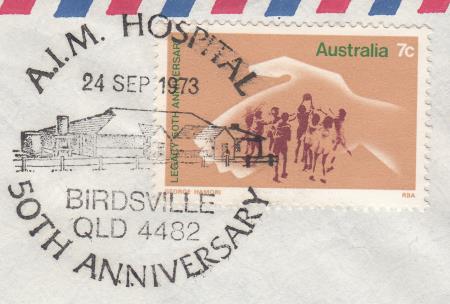 A.I.M. HOSPITAL
24 SEP 1973
BIRDSVILLE
QLD 4482
50TH ANNIVERSARY
Australia 7c
LEGACY 50TH ANNIVERSARY
GEORGE HAMORI
RBA